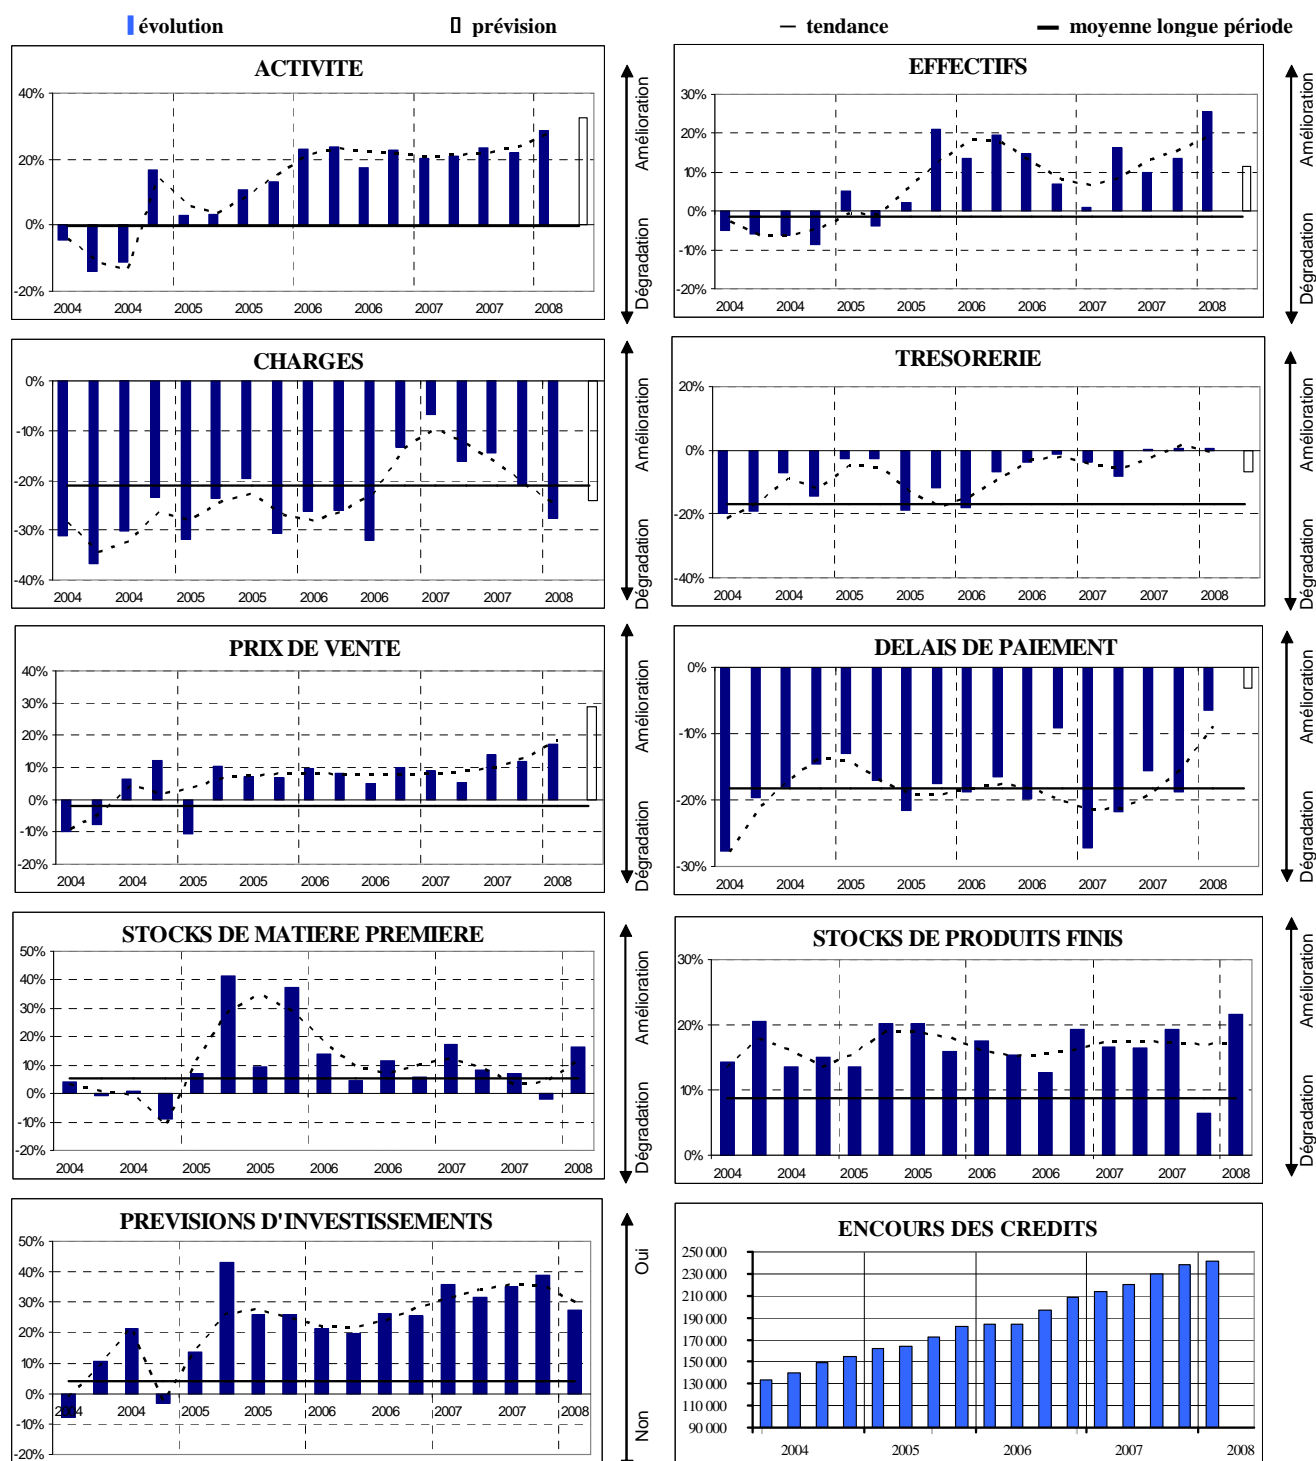 évolution prévision tendance moyenne longue période
ACTIVITE
40%
20%
0%
-20%
2004 2004 2005 2005 2006 2006 2007 2007 2008
Amélioration
Dégradation
EFFECTIFS
30%
20%
10%
0%
-10%
-20%
2004 2004 2005 2005 2006 2006 2007 2007 2008
Amélioration
Dégradation
CHARGES
0%
-10%
-20%
-30%
-40%
2004 2004 2005 2005 2006 2006 2007 2007 2008
Amélioration
Dégradation
TRESORERIE
20%
0%
-20%
-40%
2004 2004 2005 2005 2006 2006 2007 2007 2008
Amélioration
Dégradation
PRIX DE VENTE
40%
30%
20%
10%
0%
-10%
-20%
2004 2004 2005 2005 2006 2006 2007 2007 2008
Amélioration
Dégradation
DELAIS DE PAIEMENT
0%
-10%
-20%
-30%
2004 2004 2005 2005 2006 2006 2007 2007 2008
Amélioration
Dégradation
STOCKS DE MATIERE PREMIERE
50%
40%
30%
20%
10%
0%
-10%
-20%
2004 2004 2005 2005 2006 2006 2007 2007 2008
Amélioration
Dégradation
STOCKS DE PRODUITS FINIS
30%
20%
10%
0%
2004 2004 2005 2005 2006 2006 2007 2007 2008
Amélioration
Dégradation
PREVISIONS D'INVESTISSEMENTS
50%
40%
30%
20%
10%
0%
-10%
-20%
2004 2004 2005 2005 2006 2006 2007 2007 2008
Oui
Non
ENCOURS DES CREDITS
250 000
230 000
210 000
190 000
170 000
150 000
130 000
110 000
90 000
2004 2005 2006 2007 2008